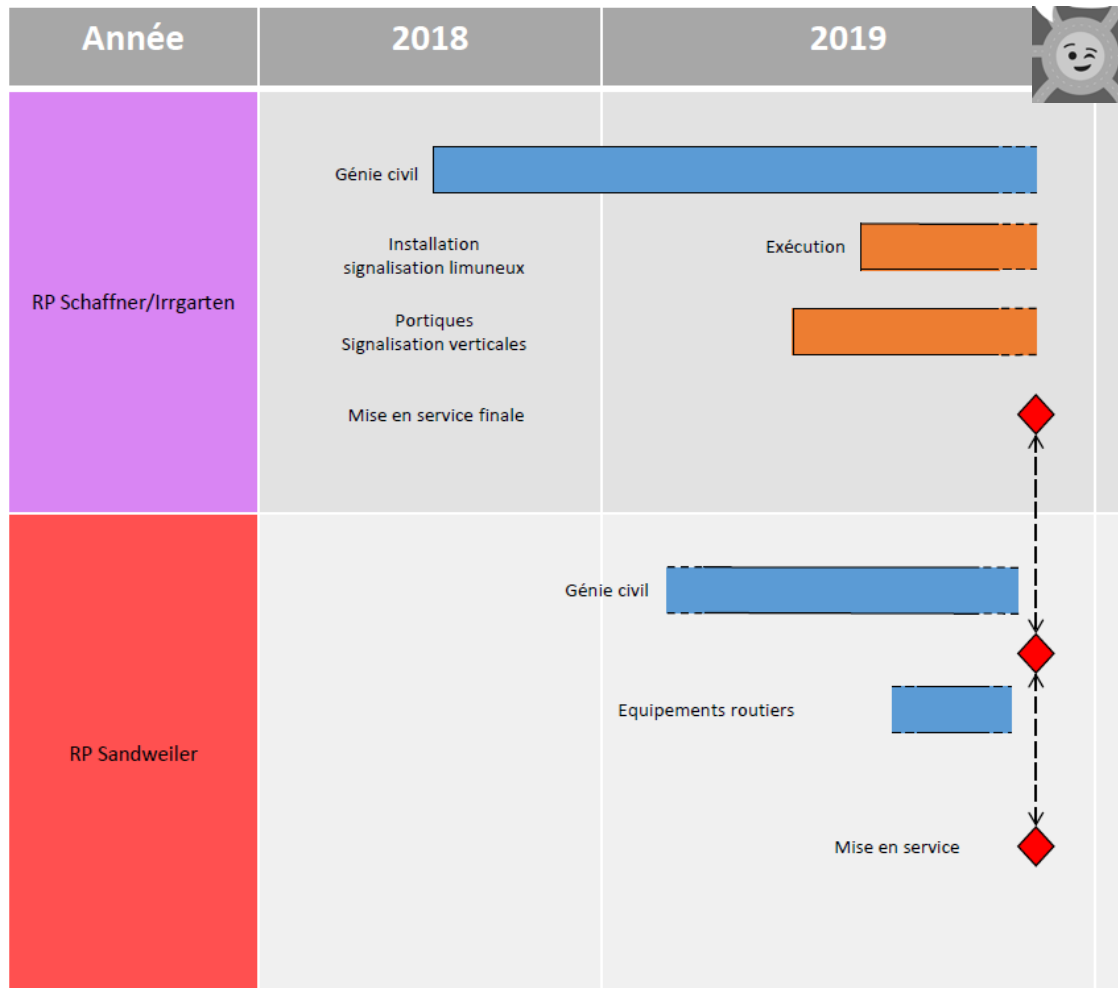 Année
2018
2019
RP Schaffner/Irrgarten
Génie civil
Installation
signalisation limuneux
Exécution
Portiques
Signalisation verticales
Mise en service finale
RP Sandweiler
Génie civil
Equipements routiers
Mise en service